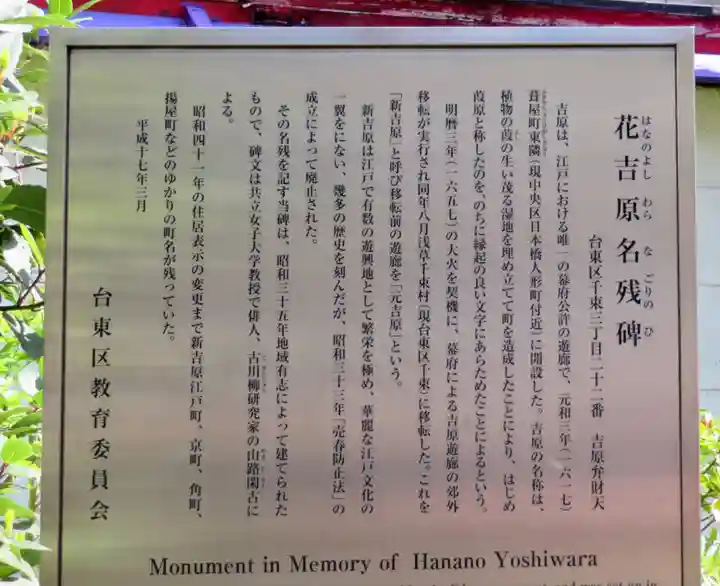 花吉原名残碑
はなのよしわらなごりのひ
台東区千束三丁目二十二番 吉原弁財天
吉原は、江戸における唯一の幕府公許の遊廓で、元和三年(一六一七)
葺屋町東隣(現中央区日本橋人形町付近)に開設した。吉原の名称は、
植物の葭の生い茂る湿地を埋め立てて町を造成したことにより、はじめ
葭原と称したのを、のちに縁起の良い文字にあらためたことによるという。
明暦三年(一六五七)の大火を契機に、幕府による吉原遊廓の郊外
移転が実行され同年八月浅草千束村(現台東区千束)に移転した。これを
「新吉原」と呼び移転前の遊廓を「元吉原」という。
新吉原は江戸で有数の遊興地として繁栄を極め、華麗な江戸文化の
一翼をにない、幾多の歴史を刻んだが、昭和三十三年「売春防止法」の
成立によって廃止された。
その名残を記す当碑は、昭和三十五年地域有志によって建てられた
もので、碑文は共立女子大学教授で俳人、古川柳研究家の山路閑古に
よる。
昭和四十一年の住居表示の変更まで新吉原江戸町、京町、角町、
揚屋町などのゆかりの町名が残っていた。
平成十七年三月
台東区教育委員会
Monument in Memory of Hanano Yoshiwara